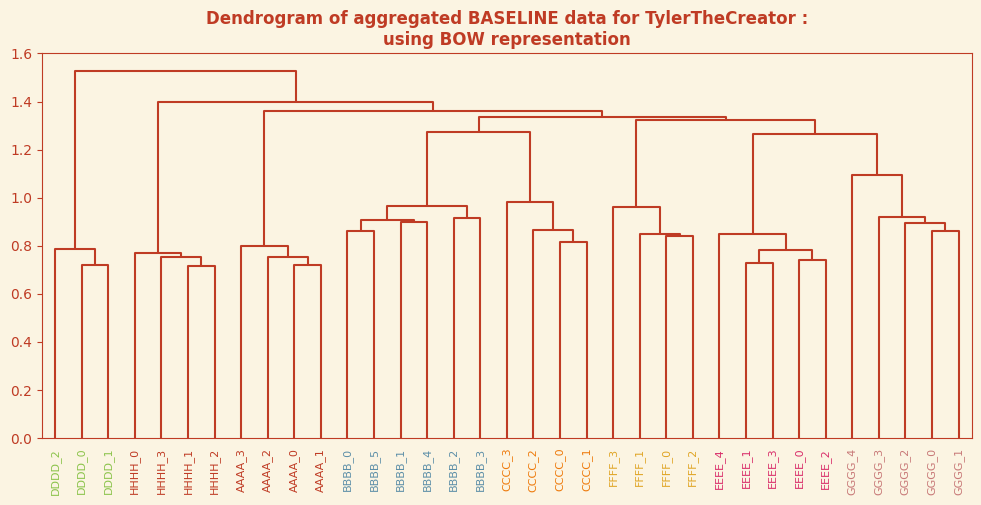 Dendrogram of aggregated BASELINE data for TylerTheCreator :
using BOW representation
1.6
1.4
1.2
1.0
0.8
0.6
0.4
0.2
0.0
DDDD_2
DDDD_0
DDDD_1
HHHH_0
HHHH_3
HHHH_1
HHHH_2
AAAA_3
AAAA_2
AAAA_0
AAAA_1
BBBB_0
BBBB_5
BBBB_1
BBBB_4
BBBB_2
BBBB_3
CCCC_3
CCCC_2
CCCC_0
CCCC_1
FFFF_3
FFFF_1
FFFF_0
FFFF_2
EEEE_4
EEEE_1
EEEE_3
EEEE_0
EEEE_2
GGGG_4
GGGG_3
GGGG_2
GGGG_0
GGGG_1